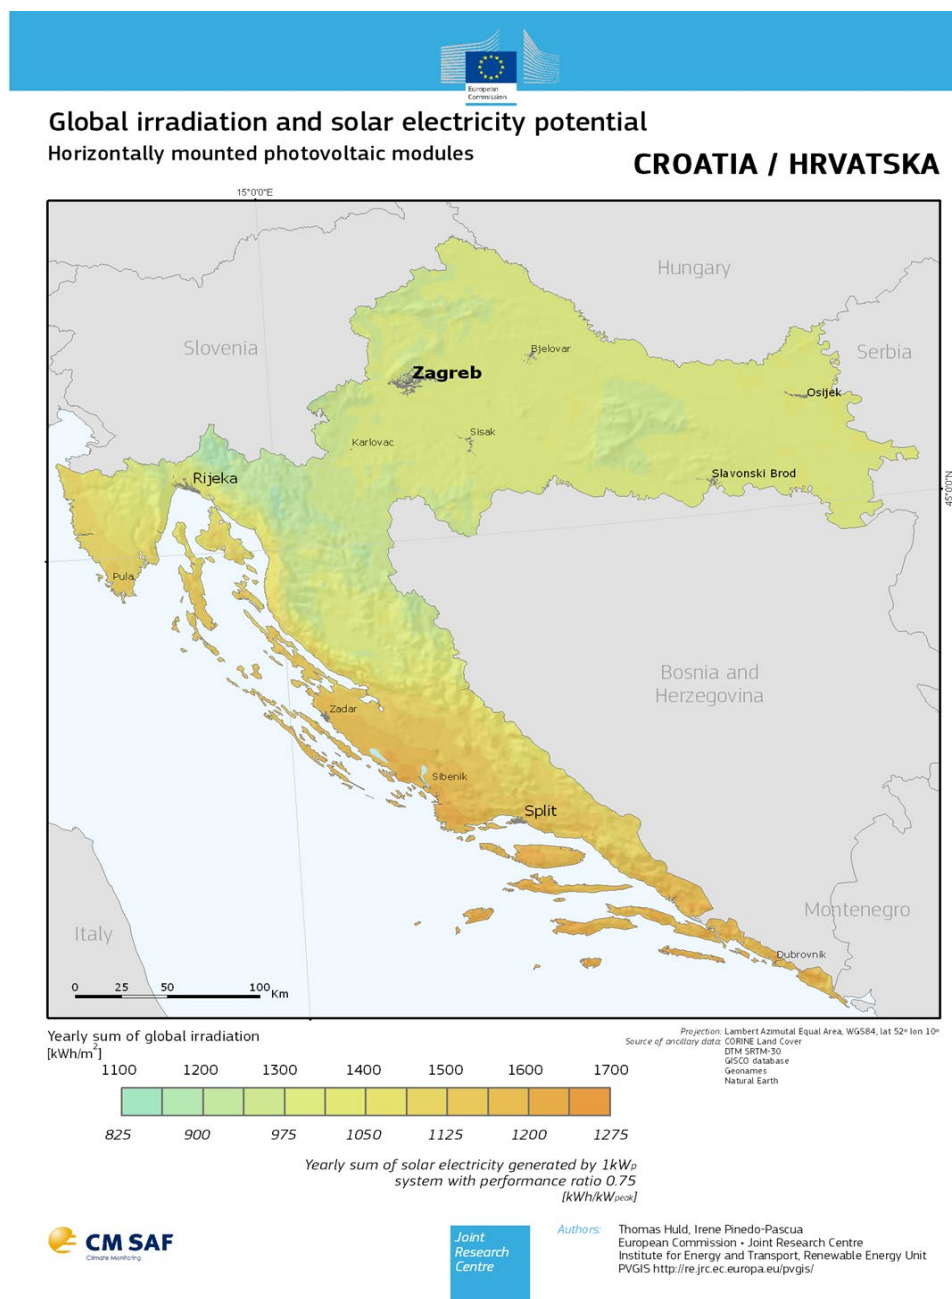 European
Commission
Global irradiation and solar electricity potential
Horizontally mounted photovoltaic modules
CROATIA / HRVATSKA
15°0'0"E
Hungary
Slovenia
Bjelovar
Serbia
Zagreb
Osijek
Sisak
Karlovac
Slavonski Brod
Rijeka
45°0'0"N
Pula
Bosnia and
Herzegovina
Zadar
Sibenik
Split
Montenegro
Italy
Dubrovnik
0 25 50 100 Km
Yearly sum of global irradiation
[kWh/m²]
Projection: Lambert Azimutal Equal Area, WGS84, lat 52° lon 10°
Source of ancillary data: CORINE Land Cover
DTM SRTM-30
GISCO database
Geonames
Natural Earth
1100 1200 1300 1400 1500 1600 1700
825 900 975 1050 1125 1200 1275
Yearly sum of solar electricity generated by 1kWp
system with performance ratio 0.75
[kWh/kWpeak]
CM SAF
Climate Monitoring
Joint
Research
Centre
Authors: Thomas Huld, Irene Pinedo-Pascua
European Commission • Joint Research Centre
Institute for Energy and Transport, Renewable Energy Unit
PVGIS http://re.jrc.ec.europa.eu/pvgis/